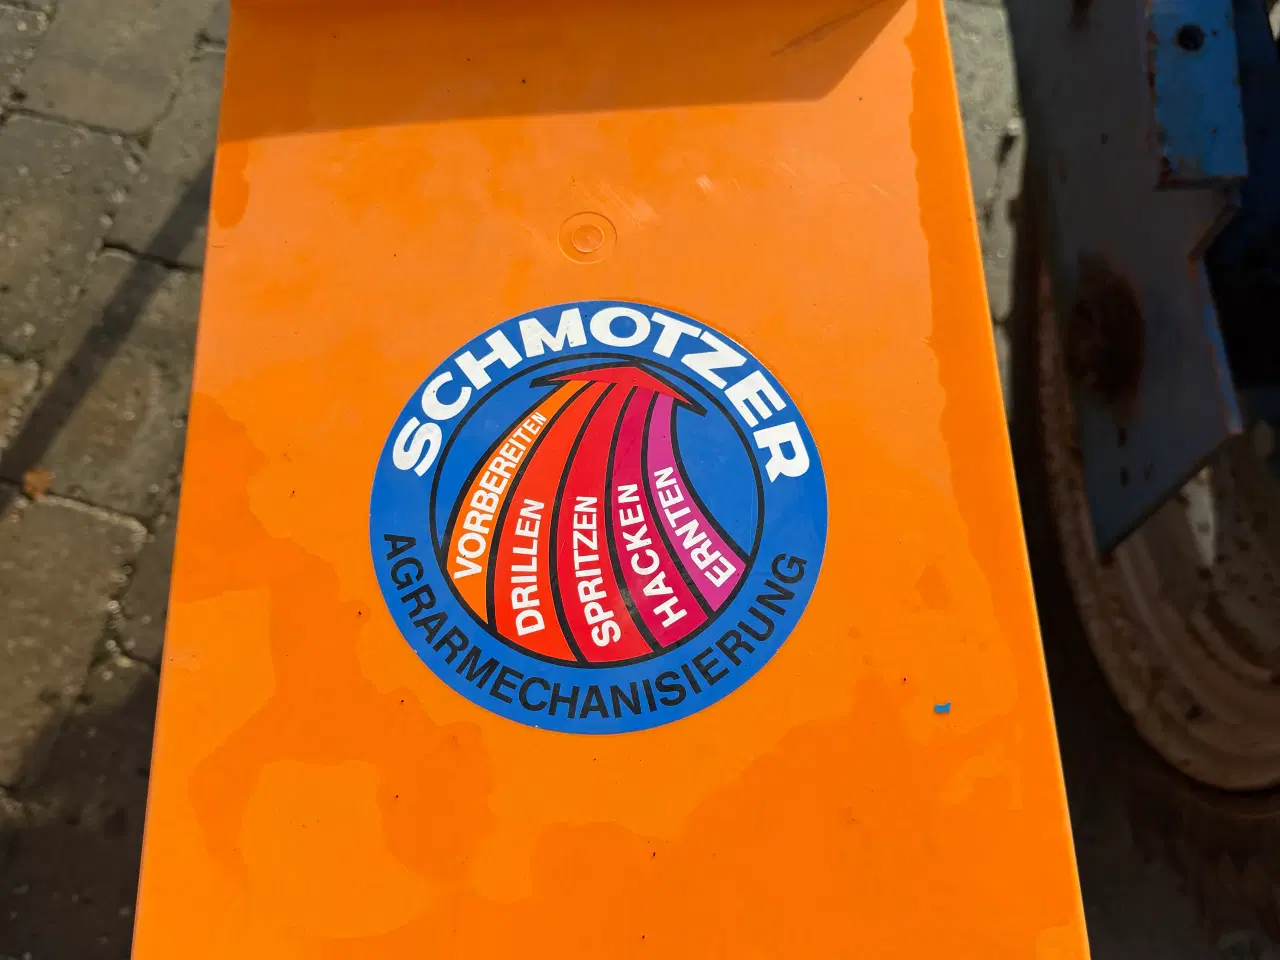 SCHMOTZER
VORBEREITEN
DRILLEN
SPRITZEN
HACKEN
ERNTEN
AGRARMECHANISIERUNG